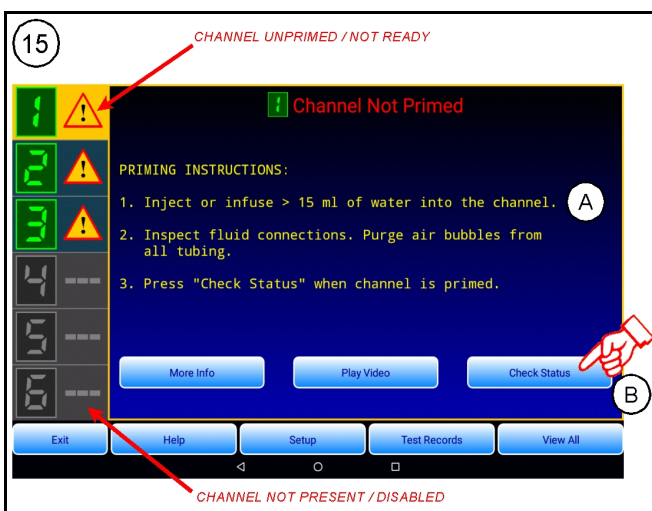 15
CHANNEL UNPRIMED / NOT READY
1
1 Channel Not Primed
2
PRIMING INSTRUCTIONS:
1. Inject or infuse > 15 ml of water into the channel.
A
3
2. Inspect fluid connections. Purge air bubbles from
all tubing.
4 ---
3. Press "Check Status" when channel is primed.
5 ---
More Info Play Video Check Status
6 ---
B
Exit Help Setup Test Records View All
CHANNEL NOT PRESENT / DISABLED